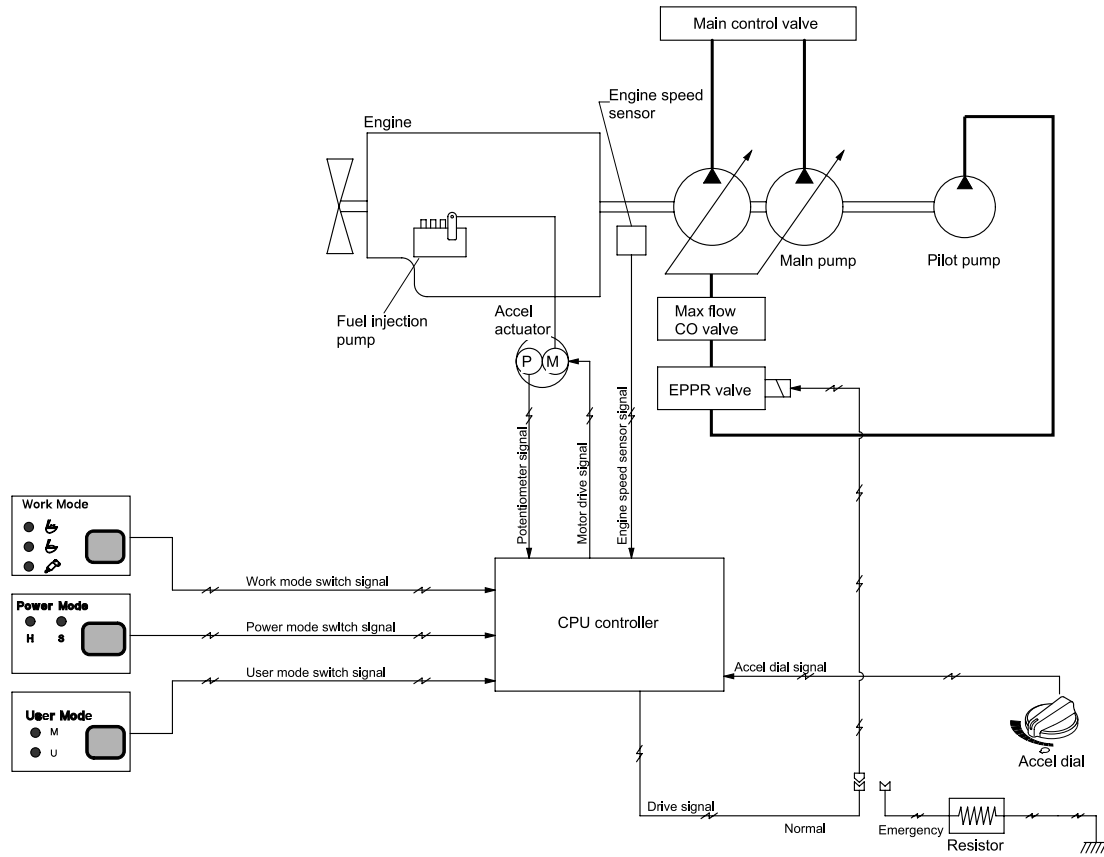 Main control valve
Engine speed
sensor
Engine
Main pump
Pilot pump
Fuel injection
pump
Accel
actuator
P
M
Max flow
CO valve
EPPR valve
Potentiometer signal
Motor drive signal
Engine speed sensor signal
Work Mode
Work mode switch signal
Power Mode
H
S
Power mode switch signal
CPU controller
User mode switch signal
User Mode
M
U
Accel dial signal
Accel dial
Drive signal
Normal
Emergency
Resistor